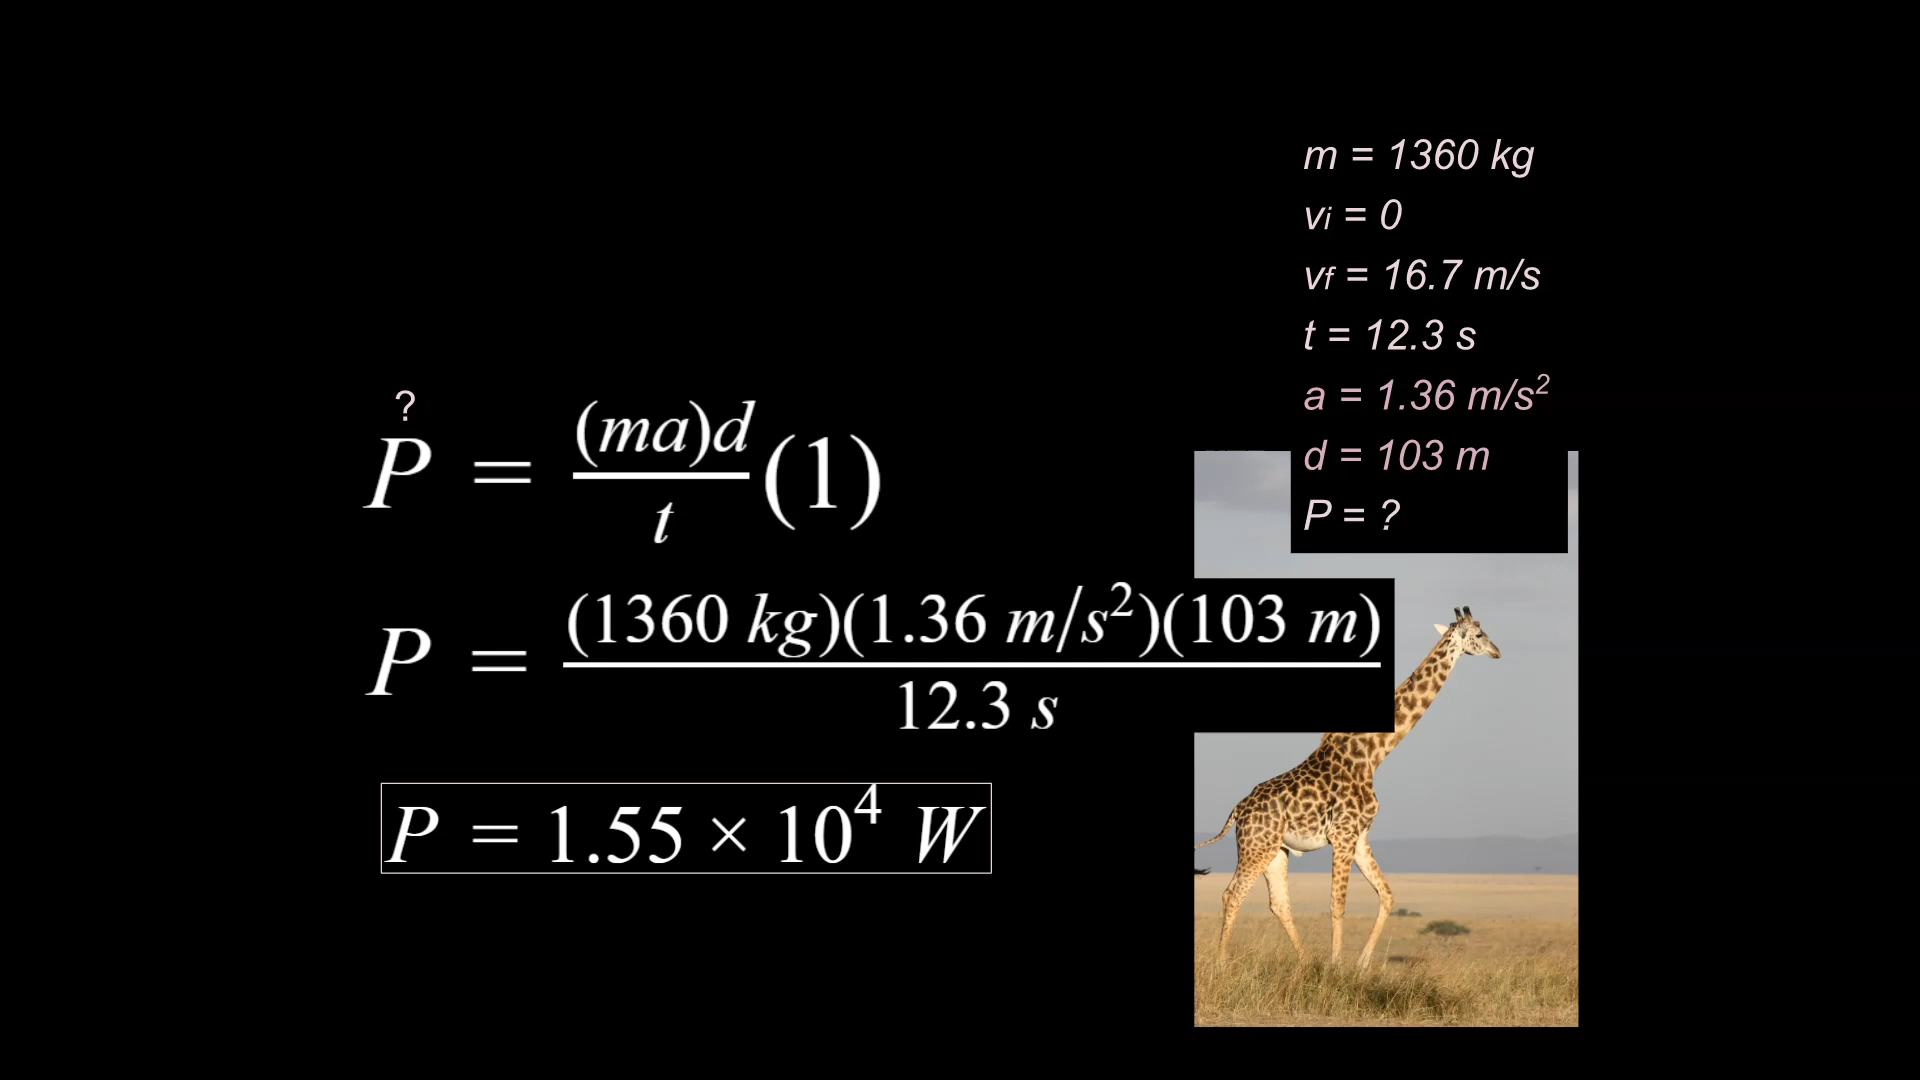 m = 1360 kg
vi = 0
vf = 16.7 m/s
t = 12.3 s
a = 1.36 m/s²
d = 103 m
P = ?
?
P = (ma)d / t (1)
P = (1360 kg)(1.36 m/s²)(103 m) / 12.3 s
P = 1.55 × 10⁴ W